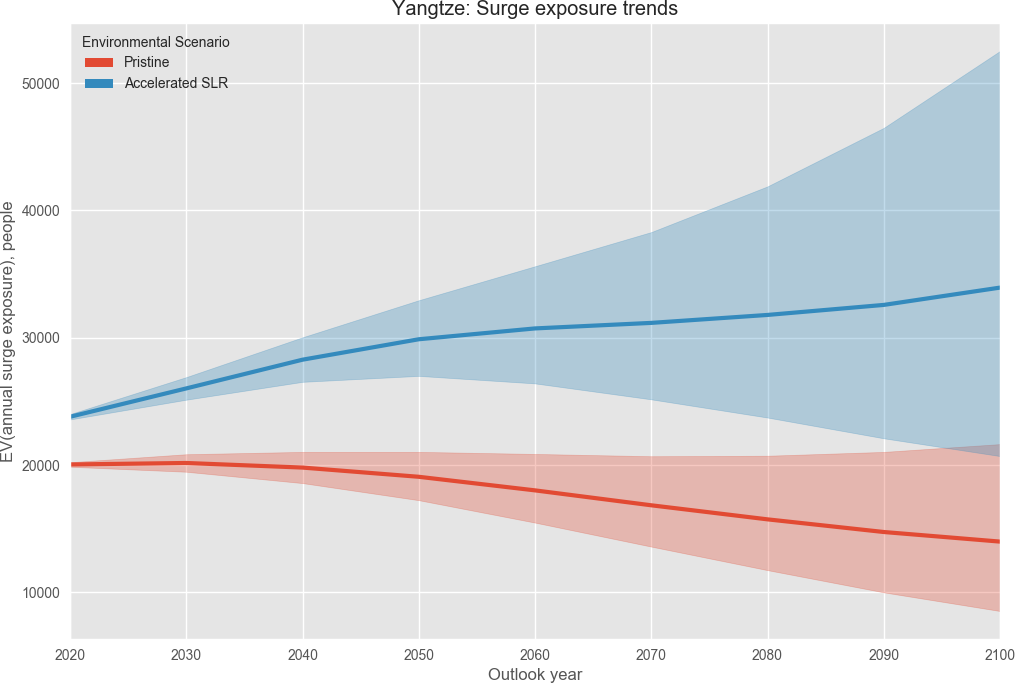 Yangtze: Surge exposure trends
Environmental Scenario
Pristine
Accelerated SLR
EV(annual surge exposure), people
50000
40000
30000
20000
10000
2020 2030 2040 2050 2060 2070 2080 2090 2100
Outlook year